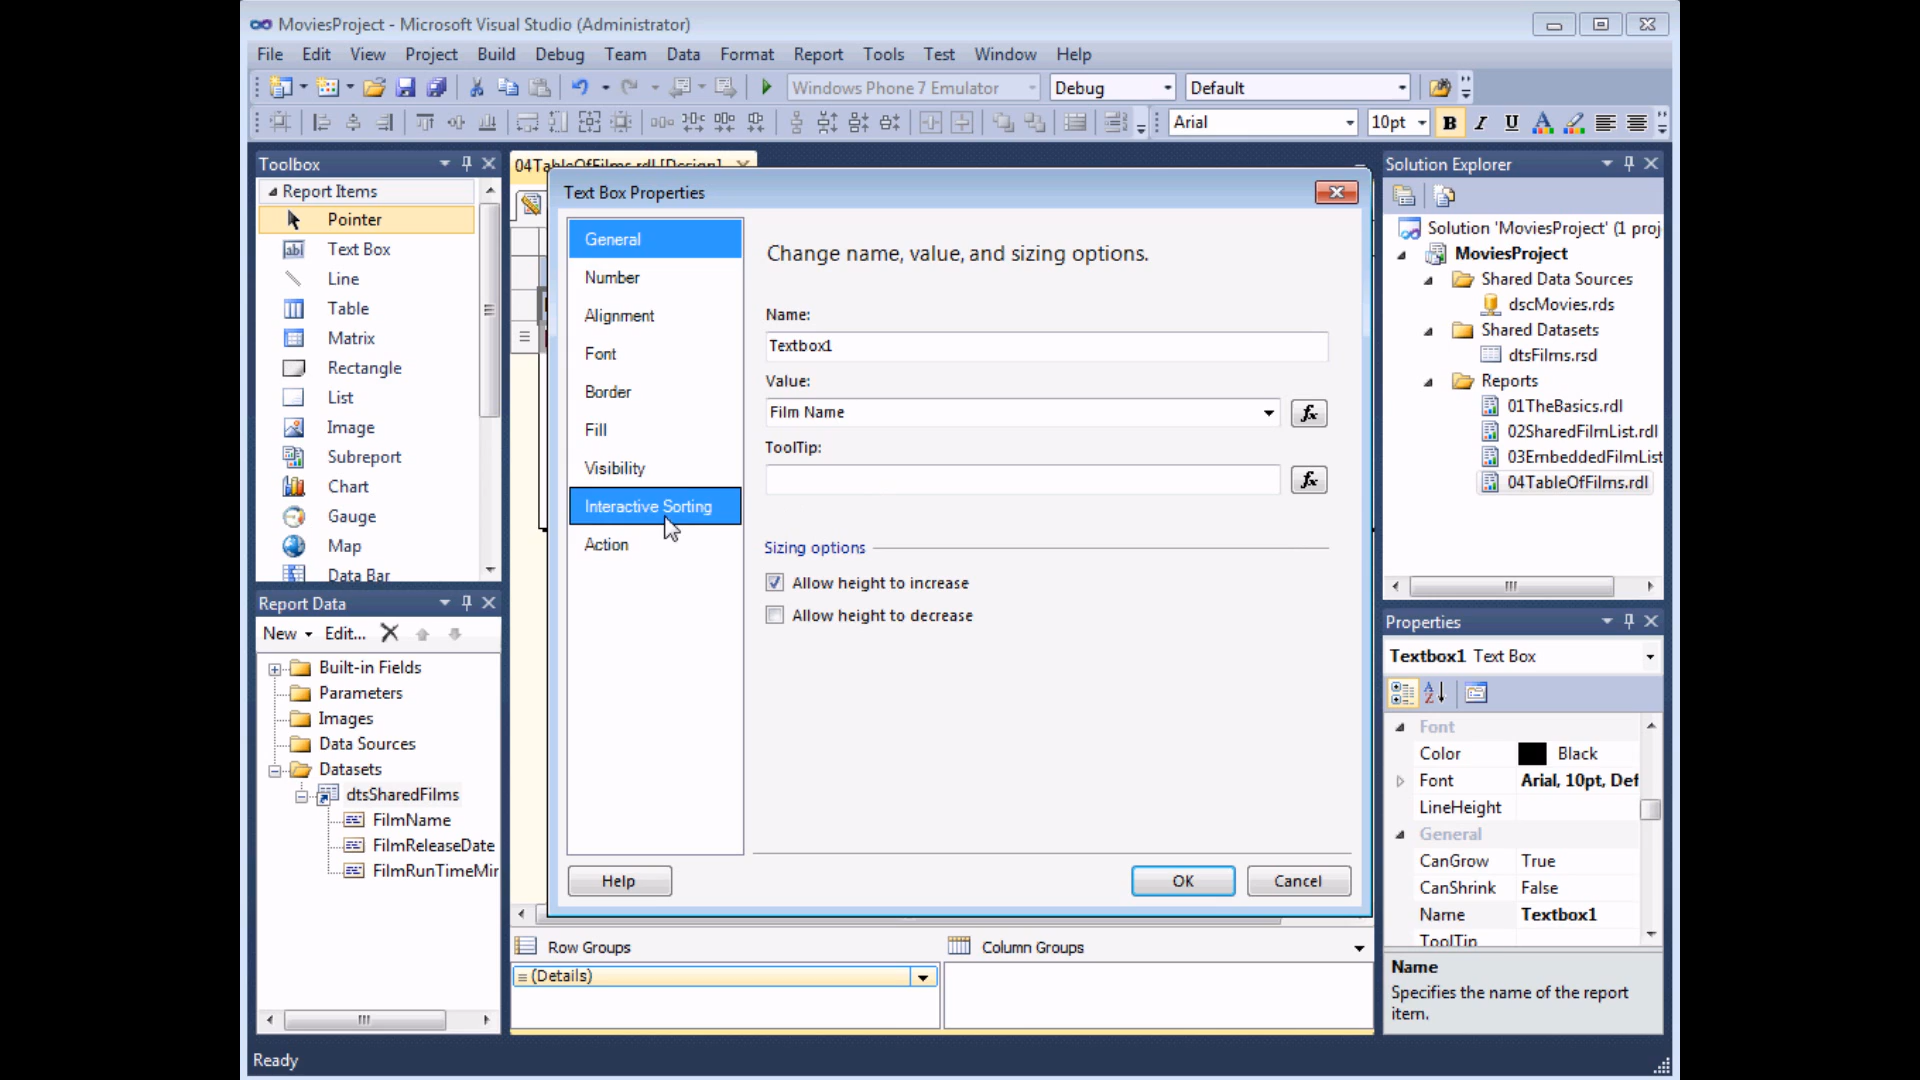 MoviesProject - Microsoft Visual Studio (Administrator)
File Edit View Project Build Debug Team Data Format Report Tools Test Window Help
Windows Phone 7 Emulator Debug Default
Arial 10pt B I U A
Toolbox
Report Items
Pointer
Text Box
Line
Table
Matrix
Rectangle
List
Image
Subreport
Chart
Gauge
Map
Data Bar
Report Data
New Edit...
Built-in Fields
Parameters
Images
Data Sources
Datasets
dtsSharedFilms
FilmName
FilmReleaseDate
FilmRunTimeMin
04TableOfFilms.rdl [Design]
Text Box Properties
General
Number
Alignment
Font
Border
Fill
Visibility
Interactive Sorting
Action
Change name, value, and sizing options.
Name:
Textbox1
Value:
Film Name
fx
ToolTip:
fx
Sizing options
Allow height to increase
Allow height to decrease
Help OK Cancel
Row Groups
(Details)
Column Groups
Solution Explorer
Solution 'MoviesProject' (1 proj
MoviesProject
Shared Data Sources
dscMovies.rds
Shared Datasets
dtsFilms.rsd
Reports
01TheBasics.rdl
02SharedFilmList.rdl
03EmbeddedFilmList
04TableOfFilms.rdl
Properties
Textbox1 Text Box
Font
Color Black
Font Arial, 10pt, Def
LineHeight
General
CanGrow True
CanShrink False
Name Textbox1
ToolTip
Name
Specifies the name of the report
item.
Ready